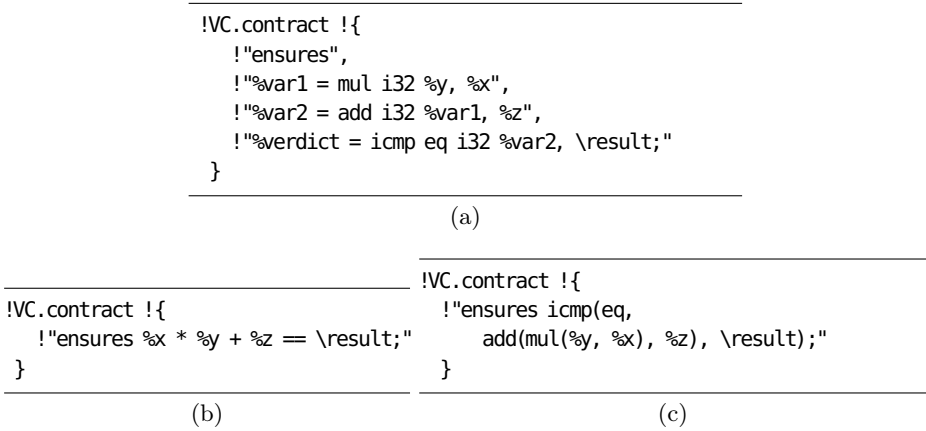 !VC.contract !{
!"ensures",
!"%var1 = mul i32 %y, %x",
!"%var2 = add i32 %var1, %z",
!"%verdict = icmp eq i32 %var2, \result;"
}
(a)
!VC.contract !{
!"ensures %x * %y + %z == \result;"
}
(b)
!VC.contract !{
!"ensures icmp(eq,
add(mul(%y, %x), %z), \result);"
}
(c)